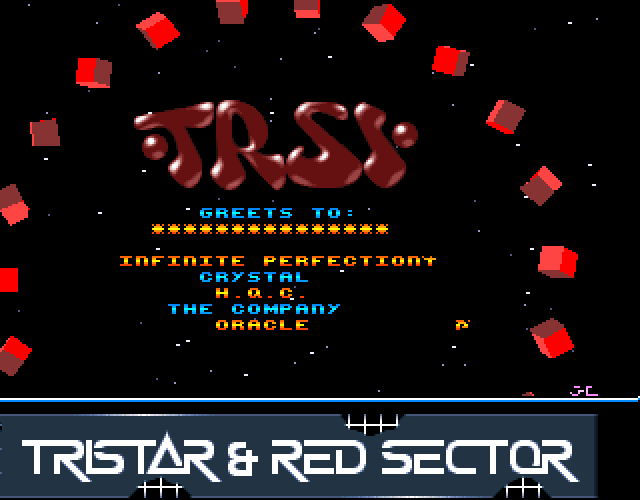 TRSI
GREETS TO:
***************
INFINITE PERFECTION
CRYSTAL
H.Q.C.
THE COMPANY
ORACLE
TRISTAR & RED SECTOR